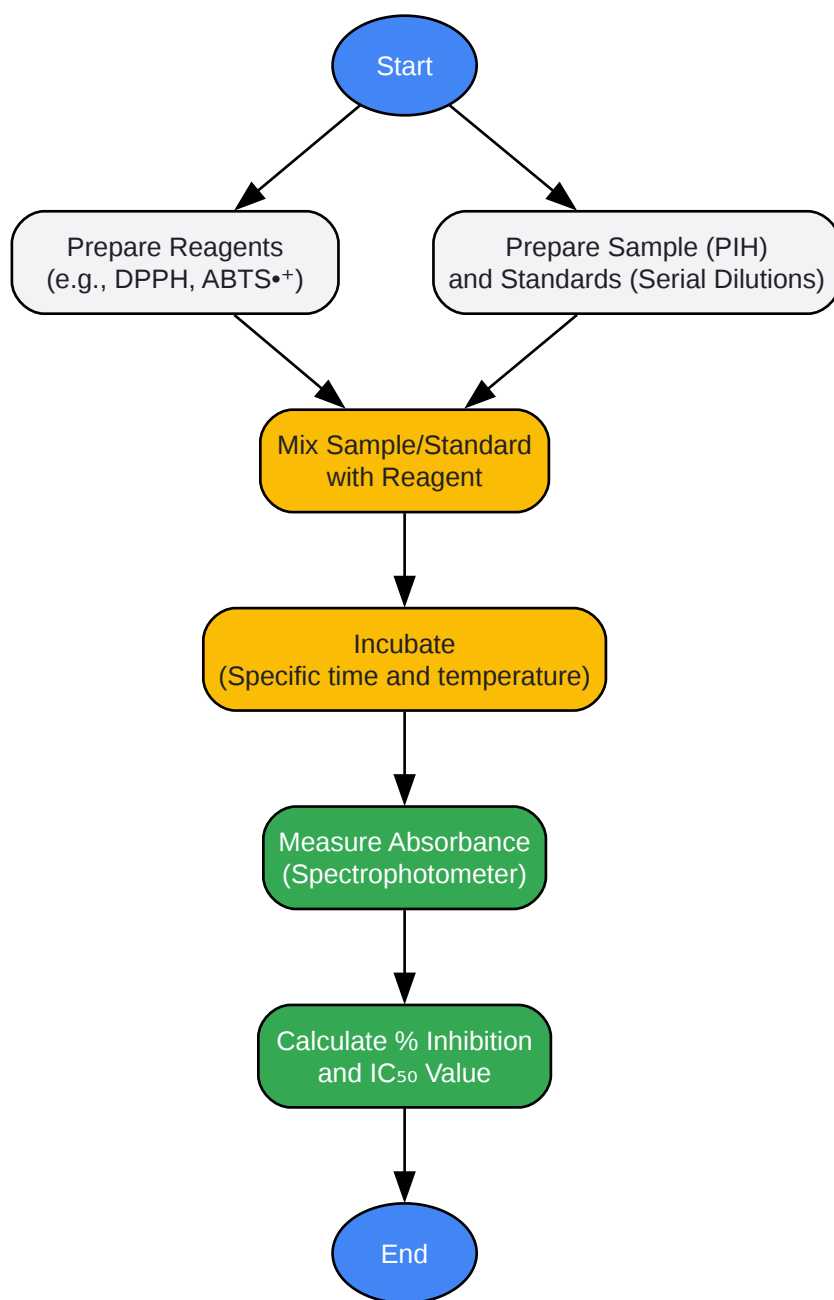 Start
Prepare Reagents
(e.g., DPPH, ABTS•⁺)
Prepare Sample (PIH)
and Standards (Serial Dilutions)
Mix Sample/Standard
with Reagent
Incubate
(Specific time and temperature)
Measure Absorbance
(Spectrophotometer)
Calculate % Inhibition
and IC₅₀ Value
End